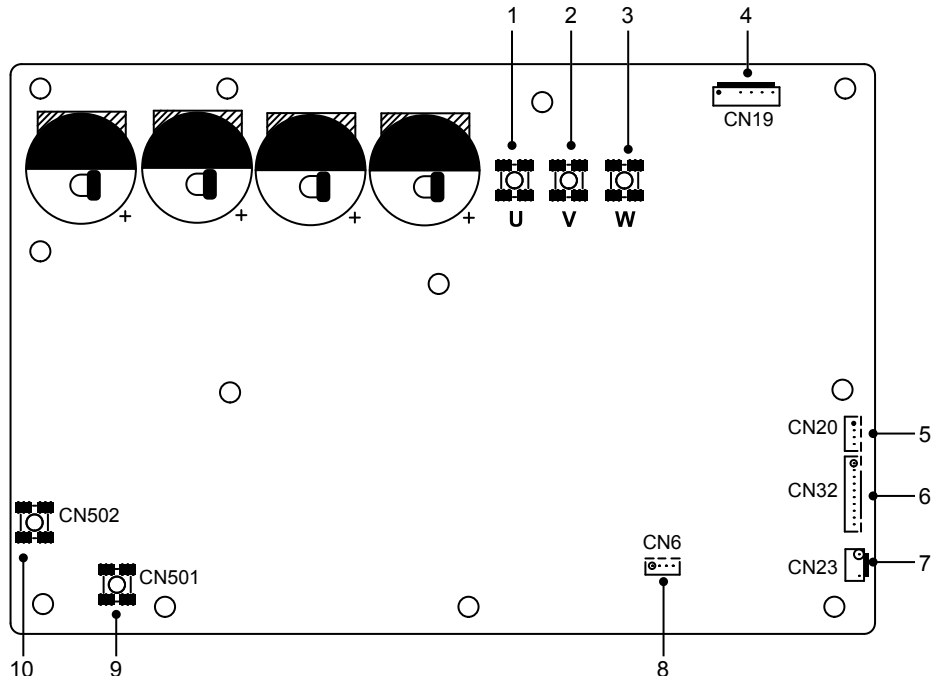 1 2 3 4
CN19
+ + + +
U V W
CN20 5
CN32 6
CN502
CN6
CN23 7
CN501
10 9 8